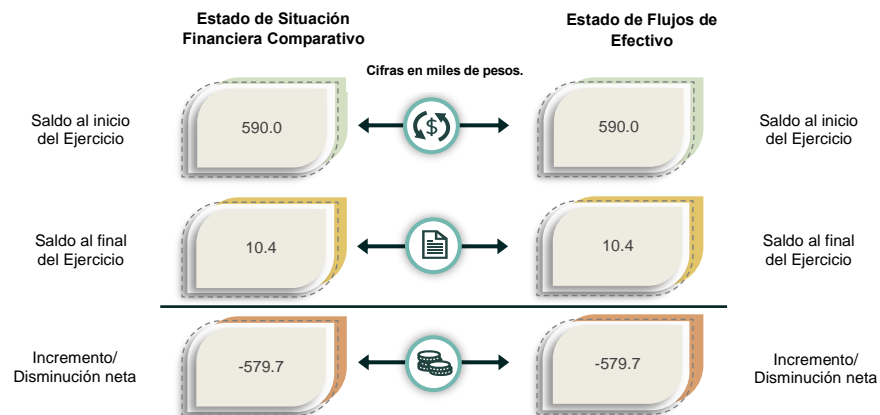 Estado de Situación
Financiera Comparativo
Estado de Flujos de
Efectivo
Cifras en miles de pesos.
Saldo al inicio
del Ejercicio
590.0
$
590.0
Saldo al inicio
del Ejercicio
Saldo al final
del Ejercicio
10.4
10.4
Saldo al final
del Ejercicio
Incremento/
Disminución neta
-579.7
-579.7
Incremento/
Disminución neta